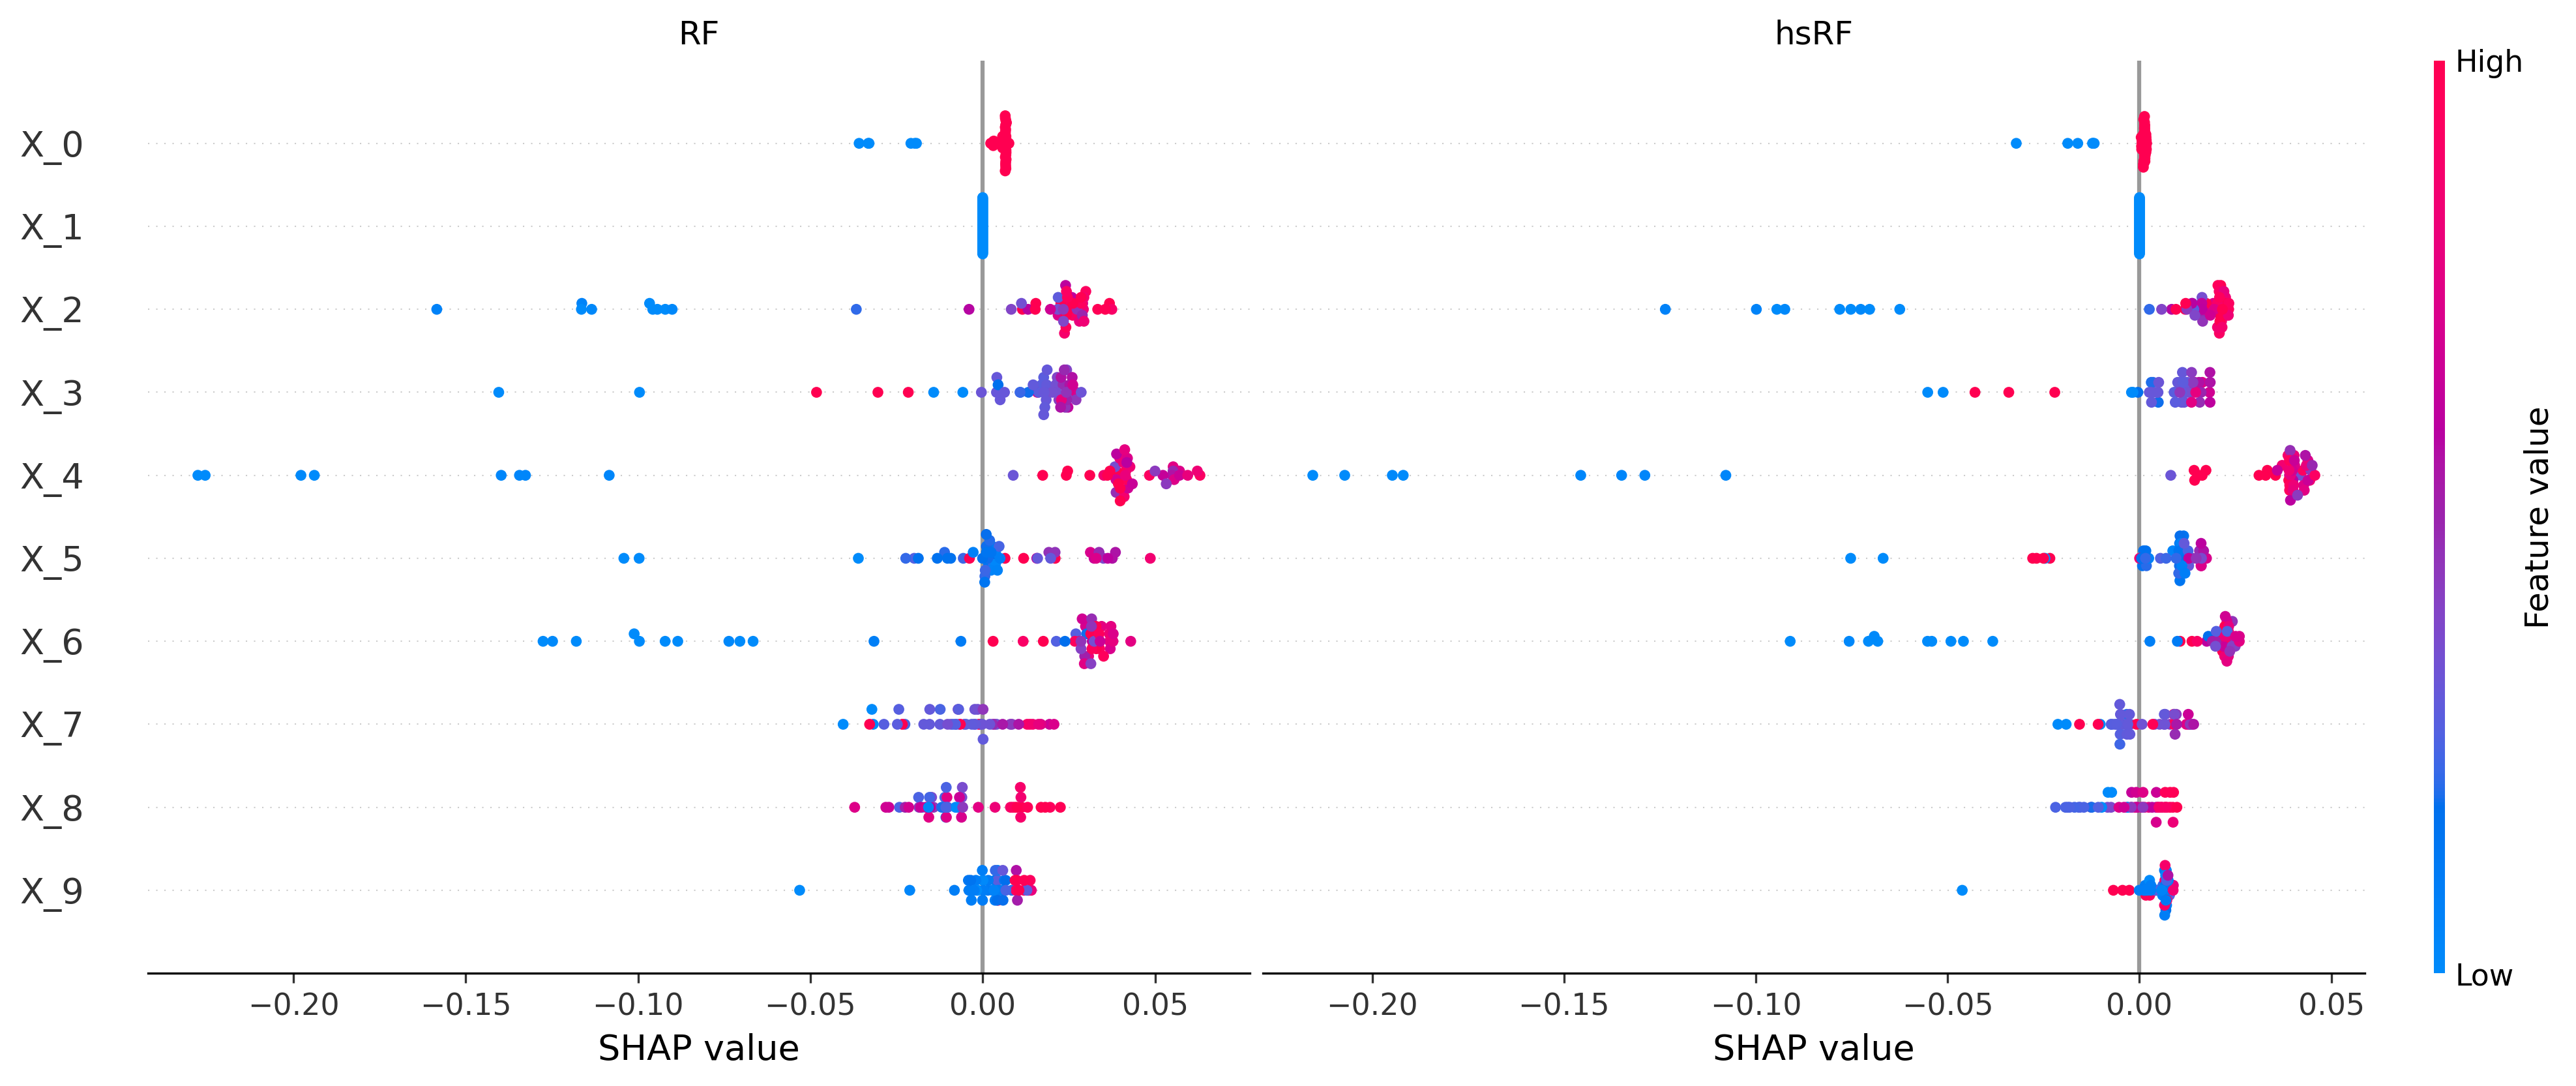 RF
hsRF
High
X_0
X_1
X_2
X_3
X_4
X_5
X_6
X_7
X_8
X_9
Feature value
Low
−0.20 −0.15 −0.10 −0.05 0.00 0.05
−0.20 −0.15 −0.10 −0.05 0.00 0.05
SHAP value
SHAP value